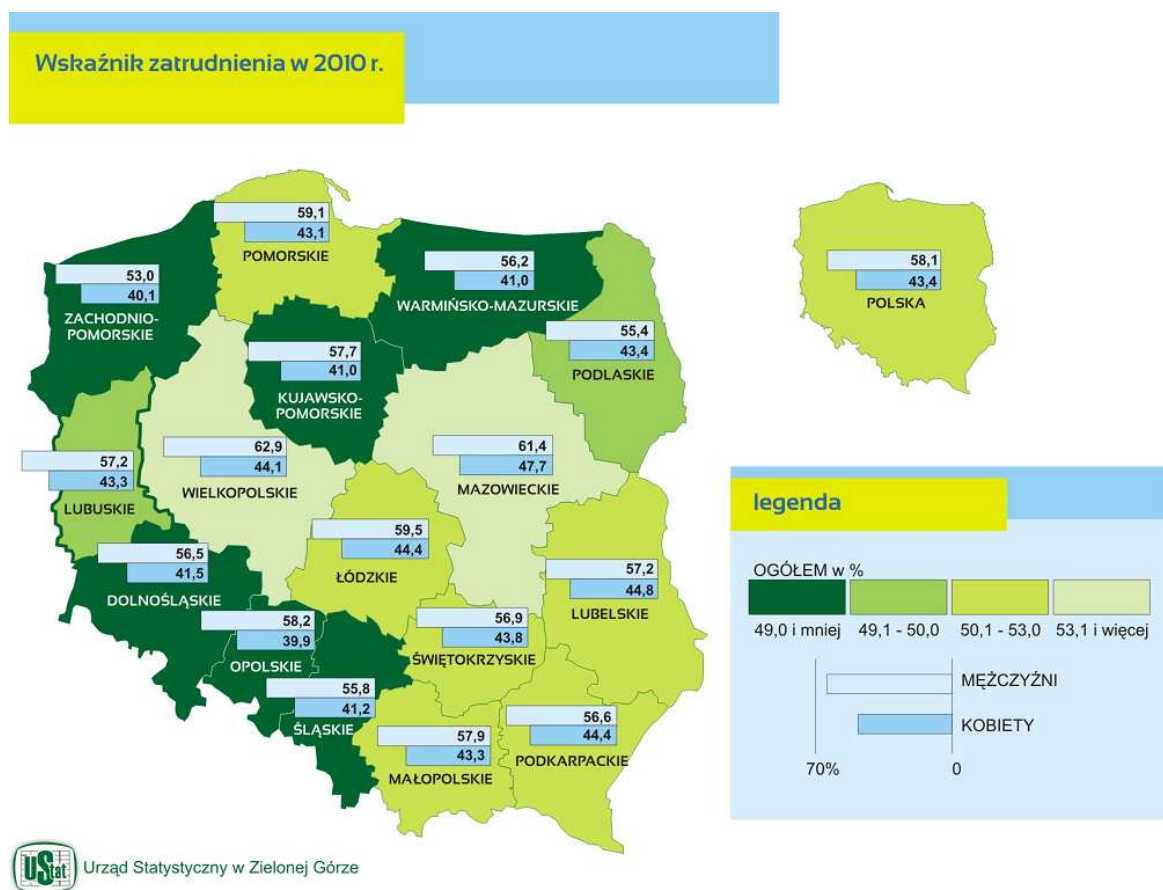 Wskaźnik zatrudnienia w 2010 r.
59,1
43,1
POMORSKIE
53,0
40,1
ZACHODNIO-
POMORSKIE
56,2
41,0
WARMIŃSKO-MAZURSKIE
58,1
43,4
POLSKA
55,4
43,4
PODLASKIE
57,7
41,0
KUJAWSKO-
POMORSKIE
57,2
43,3
LUBUSKIE
62,9
44,1
WIELKOPOLSKIE
61,4
47,7
MAZOWIECKIE
56,5
41,5
DOLNOŚLĄSKIE
59,5
44,4
ŁÓDZKIE
57,2
44,8
LUBELSKIE
58,2
39,9
OPOLSKIE
56,9
43,8
ŚWIĘTOKRZYSKIE
55,8
41,2
ŚLĄSKIE
57,9
43,3
MAŁOPOLSKIE
56,6
44,4
PODKARPACKIE
legenda
OGÓŁEM w %
49,0 i mniej 49,1 - 50,0 50,1 - 53,0 53,1 i więcej
MĘŻCZYŹNI
KOBIETY
70% 0
UStat Urząd Statystyczny w Zielonej Górze